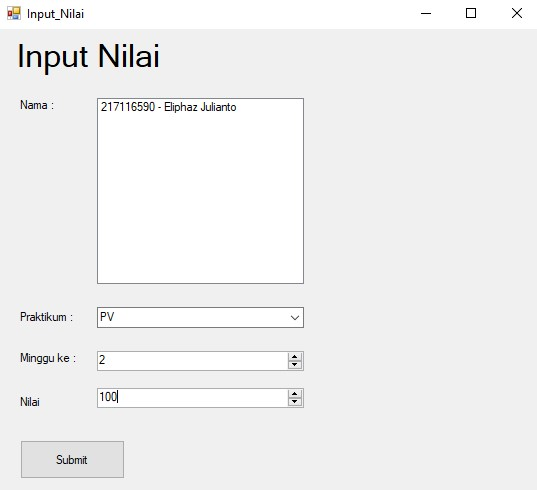 Input_Nilai
Input Nilai
Nama :
217116590 - Eliphaz Julianto
Praktikum :
PV
Minggu ke :
2
Nilai
100
Submit